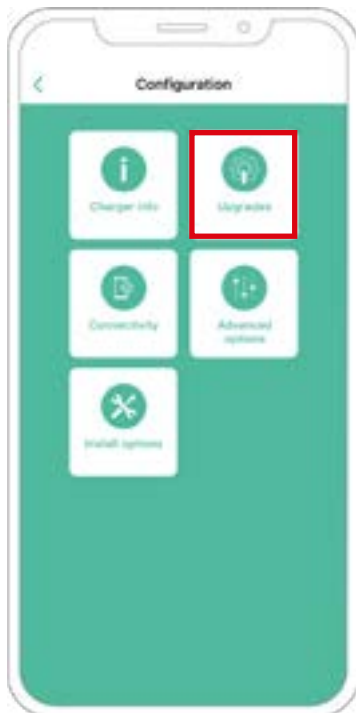 Configuration
Charger info
Upgrades
Connectivity
Advanced
options
Install options